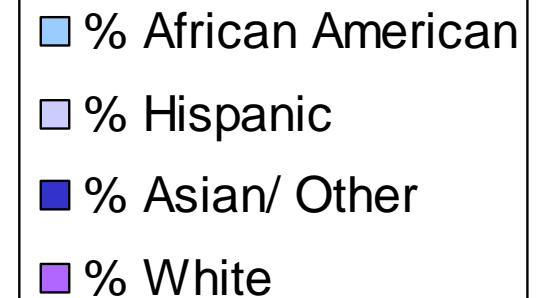 % African American
% Hispanic
% Asian/ Other
% White